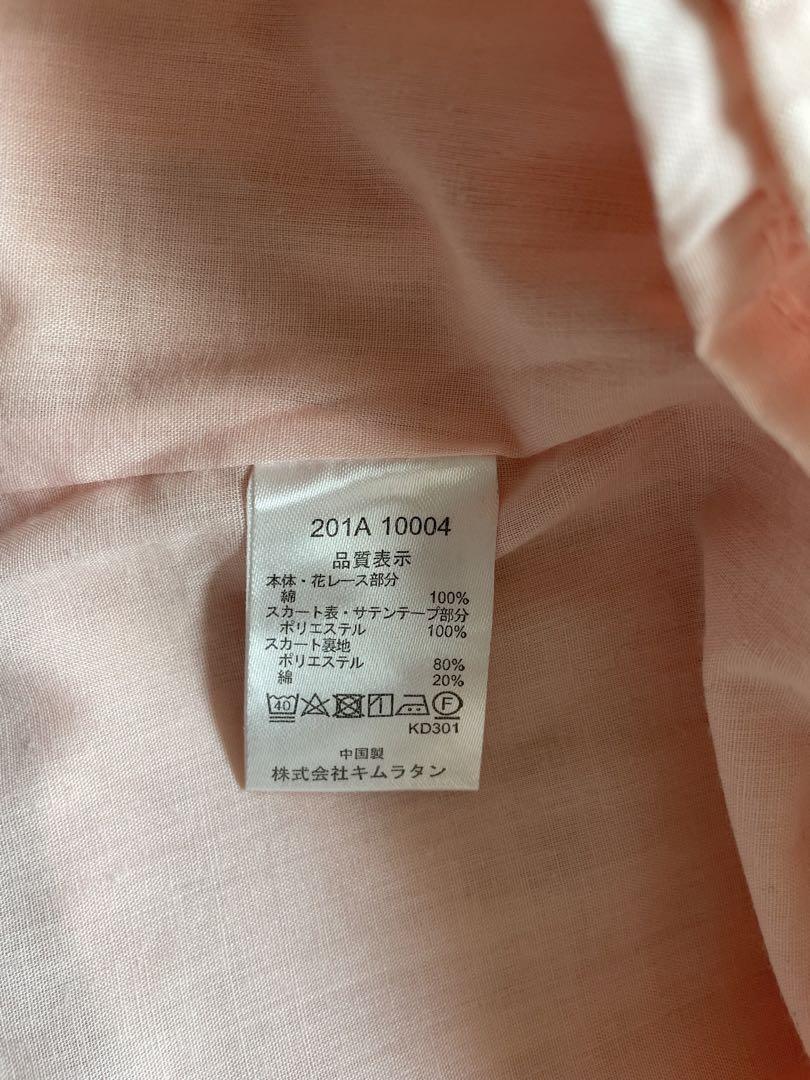 201A 10004
品質表示
本体・花レース部分
綿 100%
スカート表・サテンテープ部分
ポリエステル 100%
スカート裏地
ポリエステル 80%
綿 20%
40 F
KD301
中国製
株式会社キムラタン